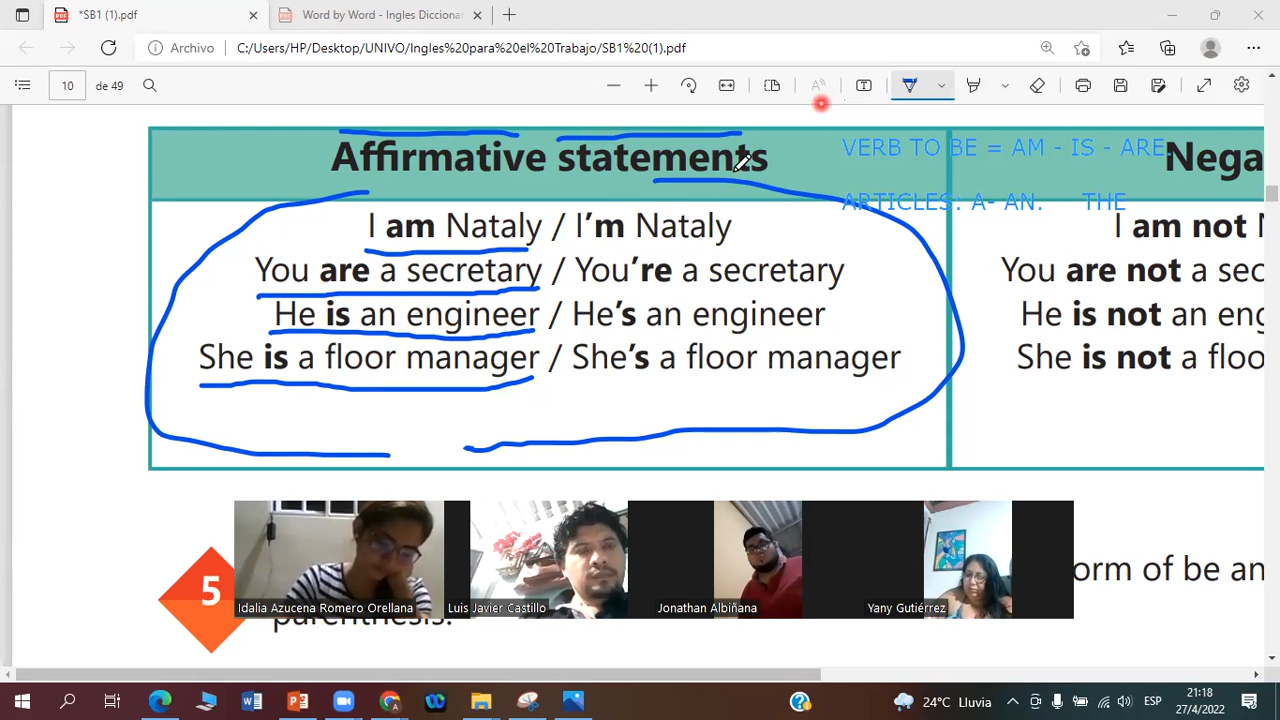 *SB1 (1).pdf
Word by Word - Ingles Dicciona
Archivo
C:/Users/HP/Desktop/UNIVO/Ingles%20para%20el%20Trabajo/SB1%20(1).pdf
10 de 49
Affirmative statements
VERB TO BE = AM - IS - ARE.
ARTICLES: A- AN. THE
I am Nataly / I'm Nataly
You are a secretary / You're a secretary
He is an engineer / He's an engineer
She is a floor manager / She's a floor manager
Nega
I am not N
You are not a sec
He is not an eng
She is not a floo
5
orm of be an
parenthesis.
Idalia Azucena Romero Orellana
Luis Javier Castillo
Jonathan Albiñana
Yany Gutiérrez
24°C Lluvia
ESP
21:18
27/4/2022